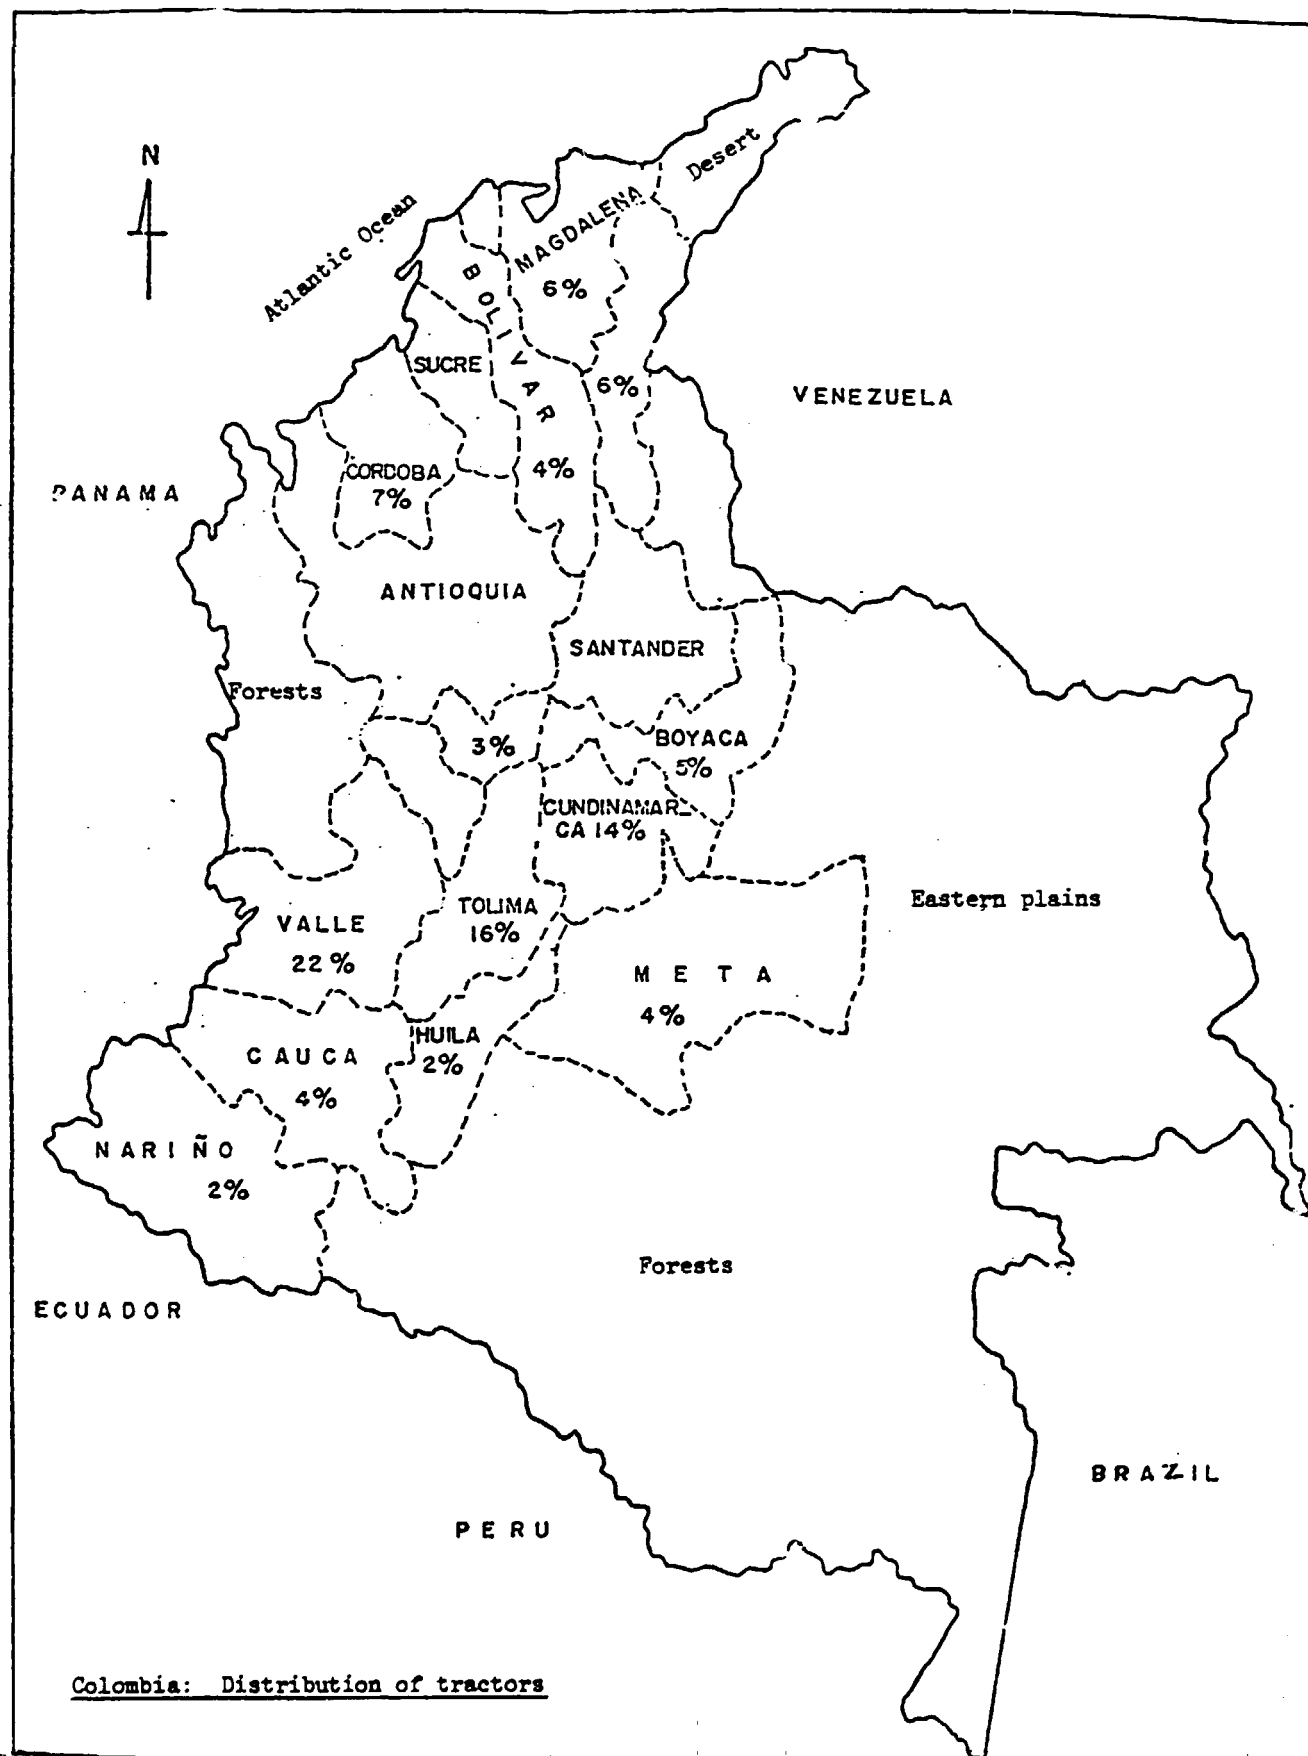 N
Desert
Atlantic Ocean
MAGDALENA
6%
BOLIVAR
4%
SUCRE
6%
VENEZUELA
CORDOBA
7%
PANAMA
ANTIOQUIA
SANTANDER
Forests
3%
BOYACA
5%
CUNDINAMAR-
CA 14%
Eastern plains
TOLIMA
16%
VALLE
22%
META
4%
HUILA
2%
CAUCA
4%
NARIÑO
2%
Forests
ECUADOR
BRAZIL
PERU
Colombia: Distribution of tractors